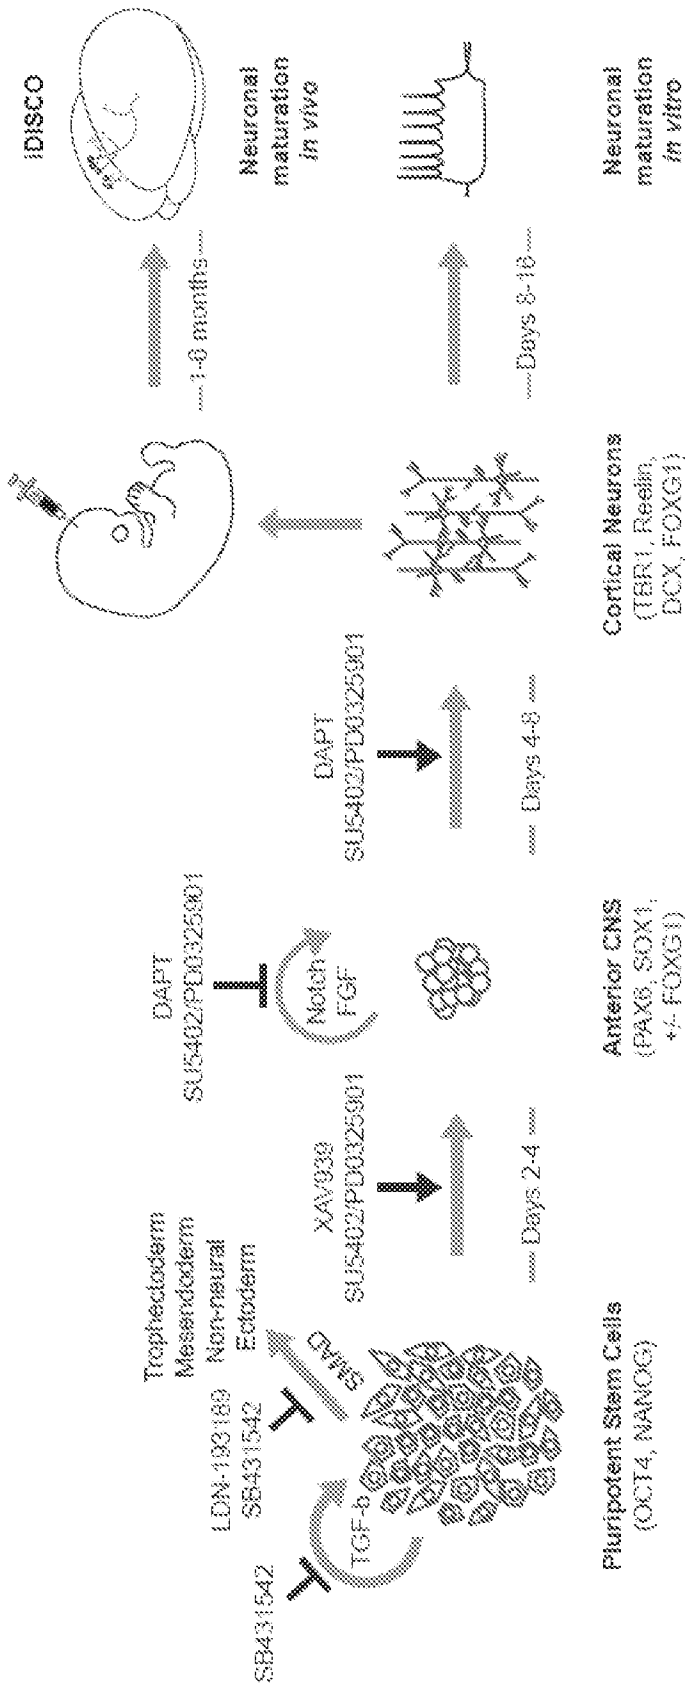 SB431542
TGF-b
LDN-193189
SB431542
SMAD
Trophectoderm
Mesendoderm
Non-neural
Ectoderm
Pluripotent Stem Cells
(OCT4, NANOG)
XAV939
SU5402/PD0325901
Days 2-4
DAPT
SU5402/PD0325901
Notch
FGF
Anterior CNS
(PAX6, SOX1,
+/- FOXG1)
DAPT
SU5402/PD0325901
Days 4-8
Cortical Neurons
(TBR1, Reelin,
DCX, FOXG1)
1-6 months
iDISCO
Neuronal
maturation
in vivo
Days 8-16
Neuronal
maturation
in vitro